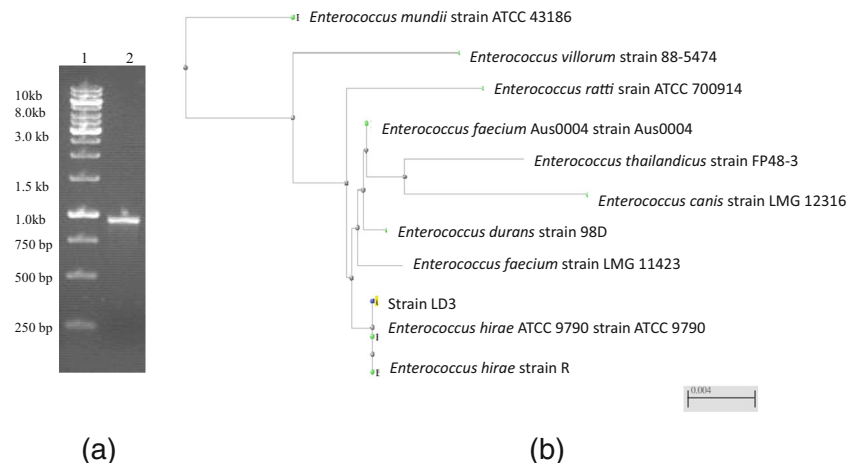 1 2
10kb
8.0kb
3.0 kb
1.5 kb
1.0kb
750 bp
500 bp
250 bp
(a)
Enterococcus mundii strain ATCC 43186
Enterococcus villorum strain 88-5474
Enterococcus ratti srain ATCC 700914
Enterococcus faecium Aus0004 strain Aus0004
Enterococcus thailandicus strain FP48-3
Enterococcus canis strain LMG 12316
Enterococcus durans strain 98D
Enterococcus faecium strain LMG 11423
Strain LD3
Enterococcus hirae ATCC 9790 strain ATCC 9790
Enterococcus hirae strain R
0.004
(b)